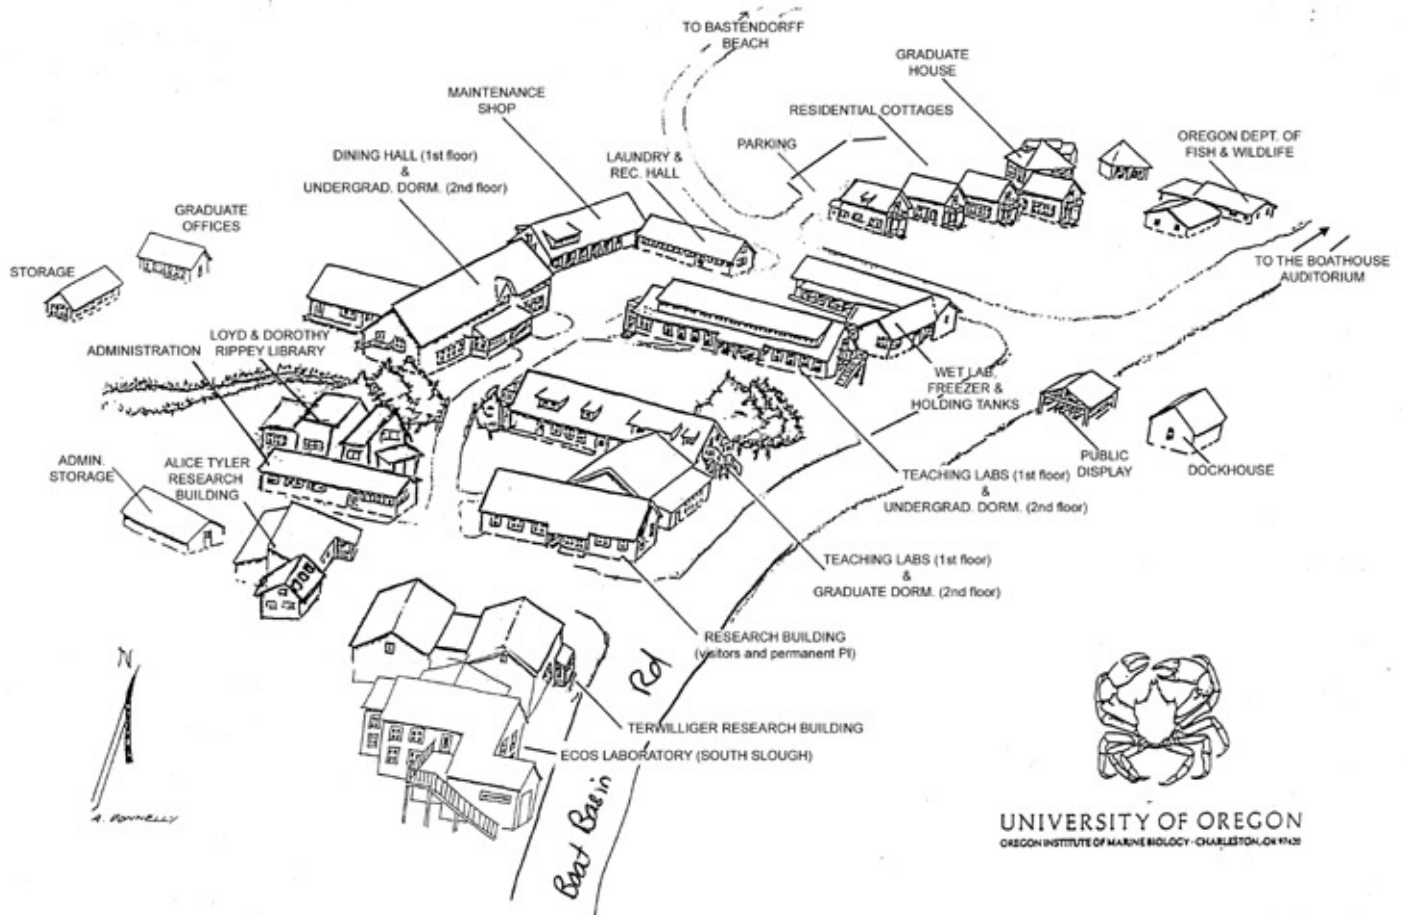 TO BASTENDORFF
BEACH
GRADUATE
HOUSE
MAINTENANCE
SHOP
RESIDENTIAL COTTAGES
PARKING
OREGON DEPT. OF
FISH & WILDLIFE
DINING HALL (1st floor)
&
UNDERGRAD. DORM. (2nd floor)
LAUNDRY &
REC. HALL
GRADUATE
OFFICES
STORAGE
TO THE BOATHOUSE
AUDITORIUM
LOYD & DOROTHY
RIPPEY LIBRARY
ADMINISTRATION
WET LAB,
FREEZER &
HOLDING TANKS
ADMIN.
STORAGE
ALICE TYLER
RESEARCH
BUILDING
PUBLIC
DISPLAY
DOCKHOUSE
TEACHING LABS (1st floor)
&
UNDERGRAD. DORM. (2nd floor)
TEACHING LABS (1st floor)
&
GRADUATE DORM. (2nd floor)
RESEARCH BUILDING
(visitors and permanent PI)
TERWILLIGER RESEARCH BUILDING
ECOS LABORATORY (SOUTH SLOUGH)
Boat Basin Rd
N
A. DONNELLY
UNIVERSITY OF OREGON
OREGON INSTITUTE OF MARINE BIOLOGY · CHARLESTON, OR 97420